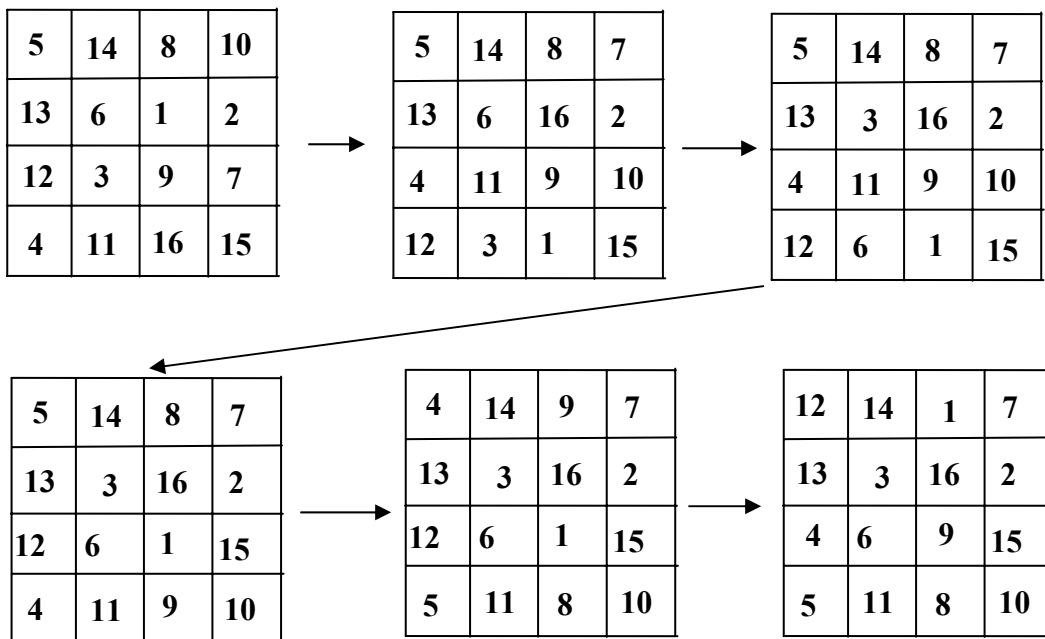 5 14 8 10
13 6 1 2
12 3 9 7
4 11 16 15
5 14 8 7
13 6 16 2
4 11 9 10
12 3 1 15
5 14 8 7
13 3 16 2
4 11 9 10
12 6 1 15
5 14 8 7
13 3 16 2
12 6 1 15
4 11 9 10
4 14 9 7
13 3 16 2
12 6 1 15
5 11 8 10
12 14 1 7
13 3 16 2
4 6 9 15
5 11 8 10